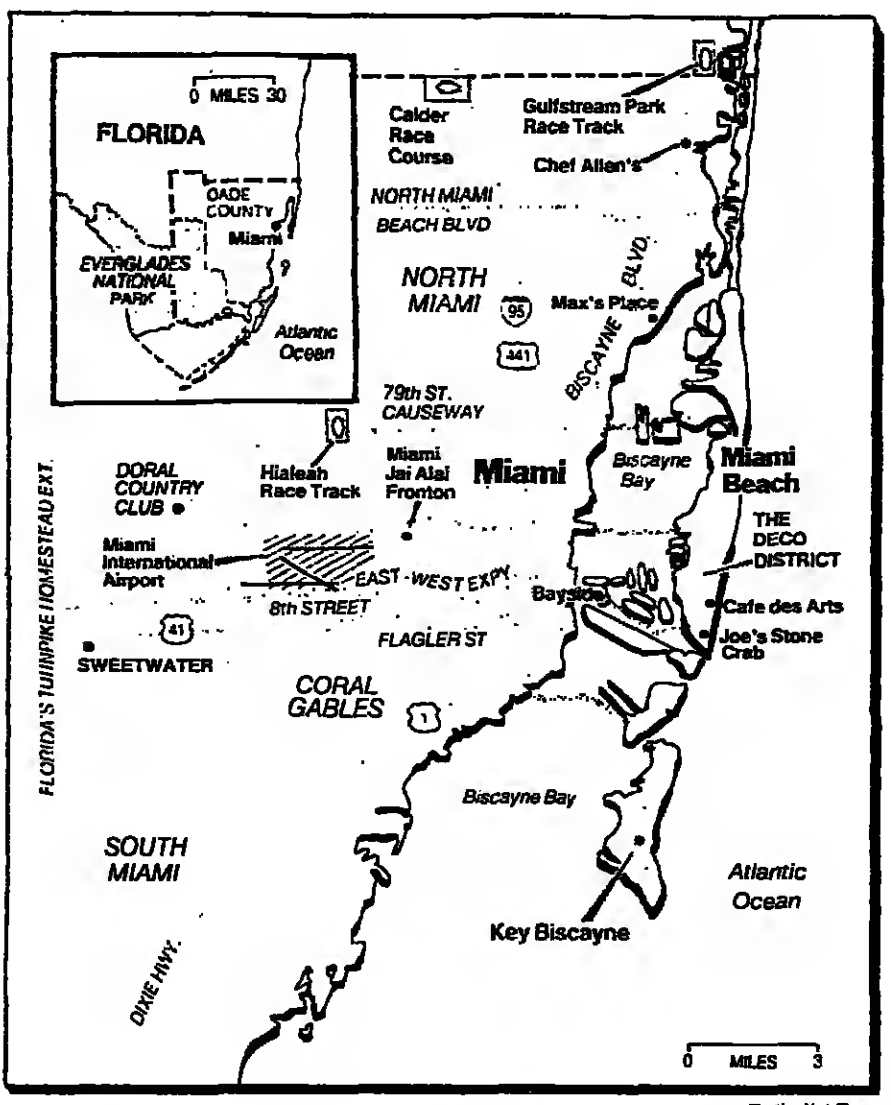 0 MILES 30
FLORIDA
DADE
COUNTY
Miami
EVERGLADES
NATIONAL
PARK
Atlantic
Ocean
Calder
Race
Course
Gulfstream Park
Race Track
Chef Allen's
NORTH MIAMI
BEACH BLVD
NORTH
MIAMI
BISCAYNE BLVD.
Max's Place
95
441
79th ST.
CAUSEWAY
Hialeah
Race Track
Miami
Jai Alai
Fronton
Miami
Biscayne
Bay
Miami
Beach
DORAL
COUNTRY
CLUB
THE
DECO
DISTRICT
Miami
International
Airport
EAST-WEST EXPY.
8th STREET
Bayside
Cafe des Arts
Joe's Stone
Crab
41
FLAGLER ST
SWEETWATER
FLORIDA'S TURNPIKE HOMESTEAD EXT.
CORAL
GABLES
1
Biscayne Bay
SOUTH
MIAMI
Atlantic
Ocean
Key Biscayne
DIXIE HWY.
0 MILES 3